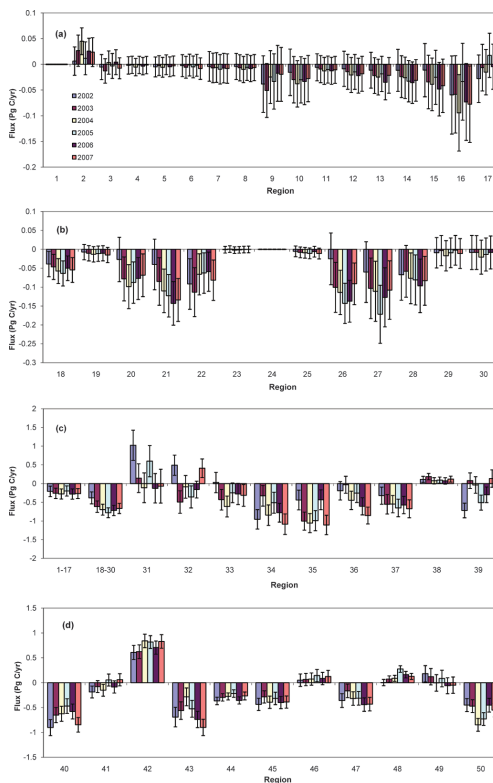 (a)
Flux (Pg C/yr)
0.1
0.05
0
-0.05
-0.1
-0.15
-0.2
2002
2003
2004
2005
2006
2007
1 2 3 4 5 6 7 8 9 10 11 12 13 14 15 16 17
Region
(b)
Flux (Pg C/yr)
0.1
0.05
0
-0.05
-0.1
-0.15
-0.2
-0.25
-0.3
18 19 20 21 22 23 24 25 26 27 28 29 30
Region
(c)
Flux (Pg C/yr)
2
1.5
1
0.5
0
-0.5
-1
-1.5
-2
1-17 18-30 31 32 33 34 35 36 37 38 39
Region
(d)
Flux (Pg C/yr)
1.5
1
0.5
0
-0.5
-1
-1.5
40 41 42 43 44 45 46 47 48 49 50
Region